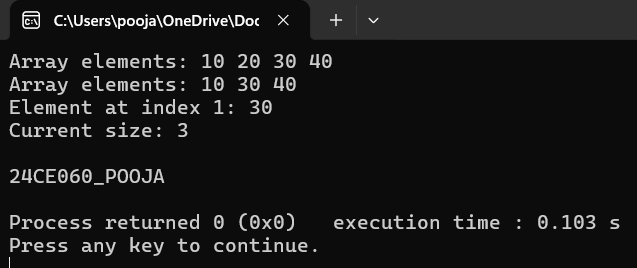 C:\Users\pooja\OneDrive\Doc
Array elements: 10 20 30 40
Array elements: 10 30 40
Element at index 1: 30
Current size: 3
24CE060_POOJA
Process returned 0 (0x0)   execution time : 0.103 s
Press any key to continue.